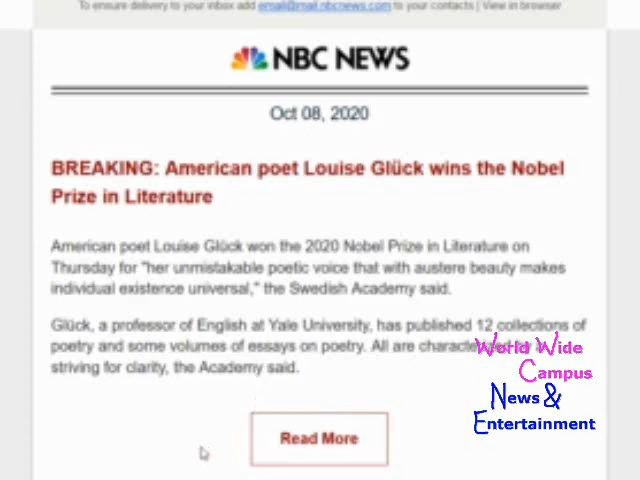 To ensure delivery to your inbox add email@mail.nbcnews.com to your contacts | View in browser
NBC NEWS
Oct 08, 2020
BREAKING: American poet Louise Glück wins the Nobel
Prize in Literature
American poet Louise Glück won the 2020 Nobel Prize in Literature on
Thursday for "her unmistakable poetic voice that with austere beauty makes
individual existence universal," the Swedish Academy said.
Glück, a professor of English at Yale University, has published 12 collections of
poetry and some volumes of essays on poetry. All are
striving for clarity, the Academy said.
Read More
World Wide
Campus
News &
Entertainment